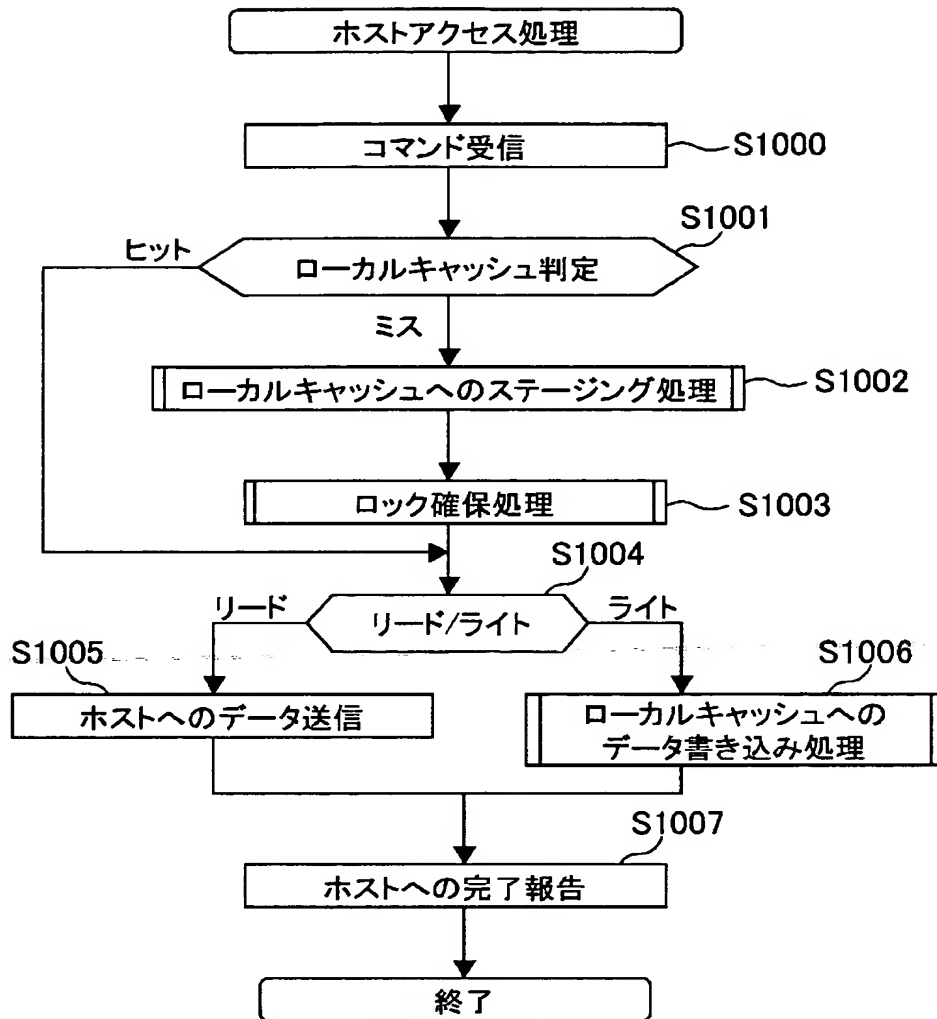 ホストアクセス処理
コマンド受信
S1000
S1001
ヒット
ローカルキャッシュ判定
ミス
ローカルキャッシュへのステージング処理
S1002
ロック確保処理
S1003
S1004
リード
リード/ライト
ライト
S1005
ホストへのデータ送信
S1006
ローカルキャッシュへの
データ書き込み処理
S1007
ホストへの完了報告
終了